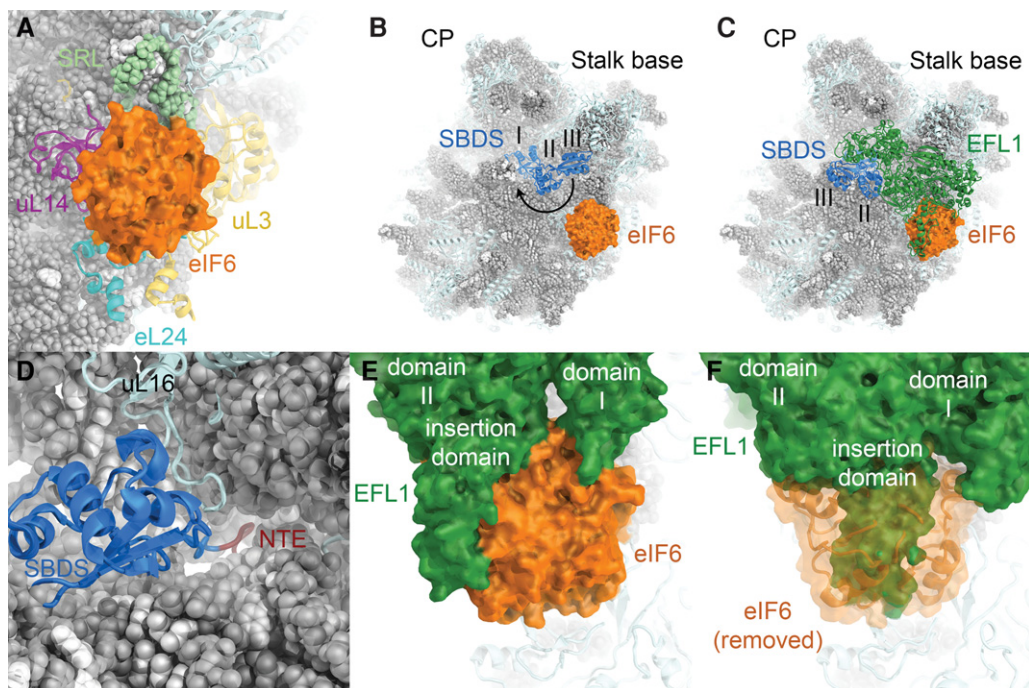 A
SRL
uL14
uL3
eIF6
eL24
B
CP
Stalk base
SBDS
I
II
III
eIF6
C
CP
Stalk base
SBDS
EFL1
III
II
eIF6
D
uL16
SBDS
NTE
E
domain
II
domain
I
insertion
domain
EFL1
eIF6
F
domain
II
domain
I
EFL1
insertion
domain
eIF6
(removed)